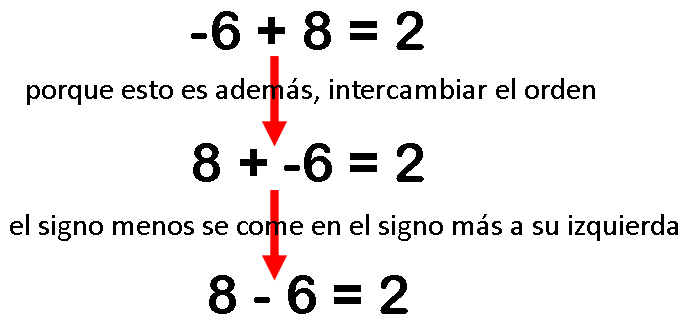 -6 + 8 = 2
porque esto es además, intercambiar el orden
8 + -6 = 2
el signo menos se come en el signo más a su izquierda
8 - 6 = 2